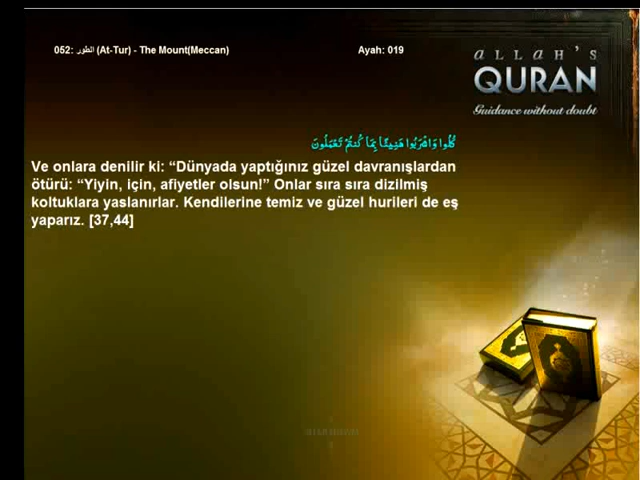 052: الطور (At-Tur) - The Mount(Meccan) Ayah: 019
ALLAH'S
QURAN
Guidance without doubt
كُلُوا وَاشْرَبُوا هَنِيئًا بِمَا كُنتُمْ تَعْمَلُونَ
Ve onlara denilir ki: “Dünyada yaptığınız güzel davranışlardan
ötürü: “Yiyin, için, afiyetler olsun!” Onlar sıra sıra dizilmiş
koltuklara yaslanırlar. Kendilerine temiz ve güzel hurileri de eş
yaparız. [37,44]